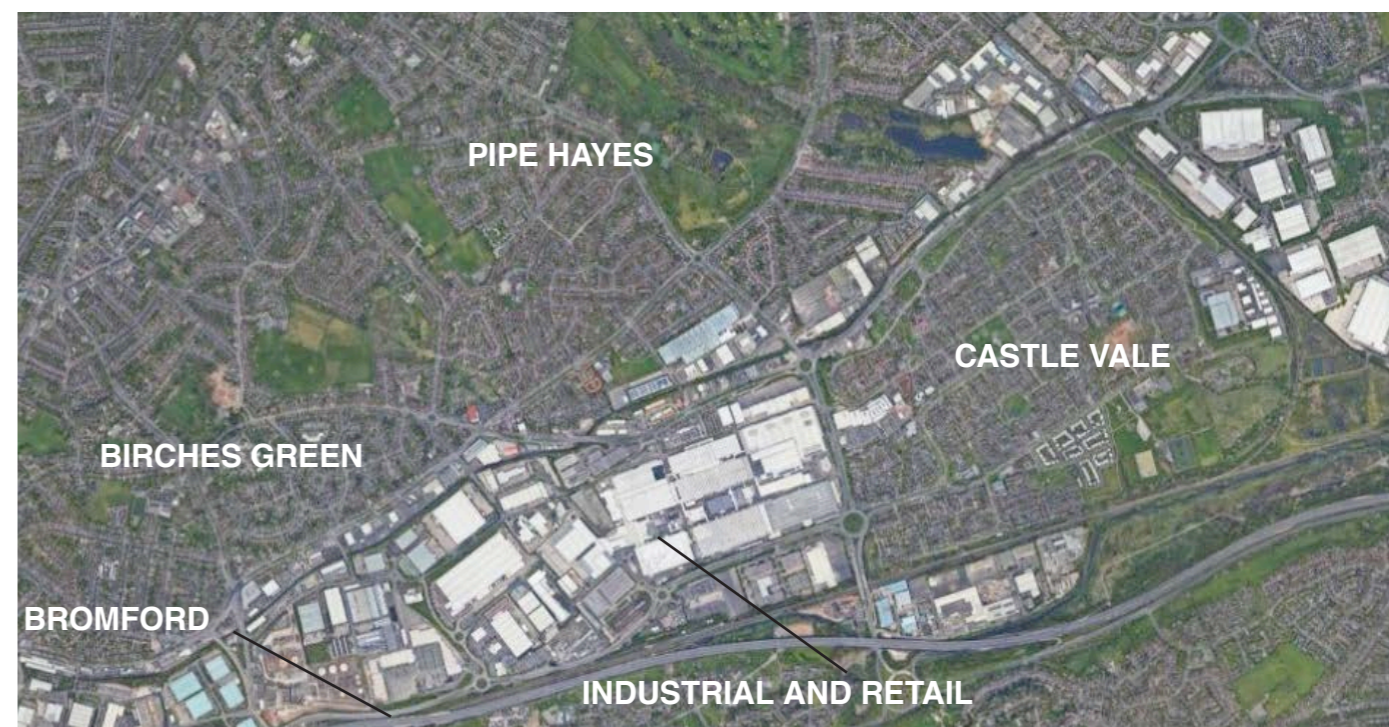 PIPE HAYES
CASTLE VALE
BIRCHES GREEN
BROMFORD
INDUSTRIAL AND RETAIL